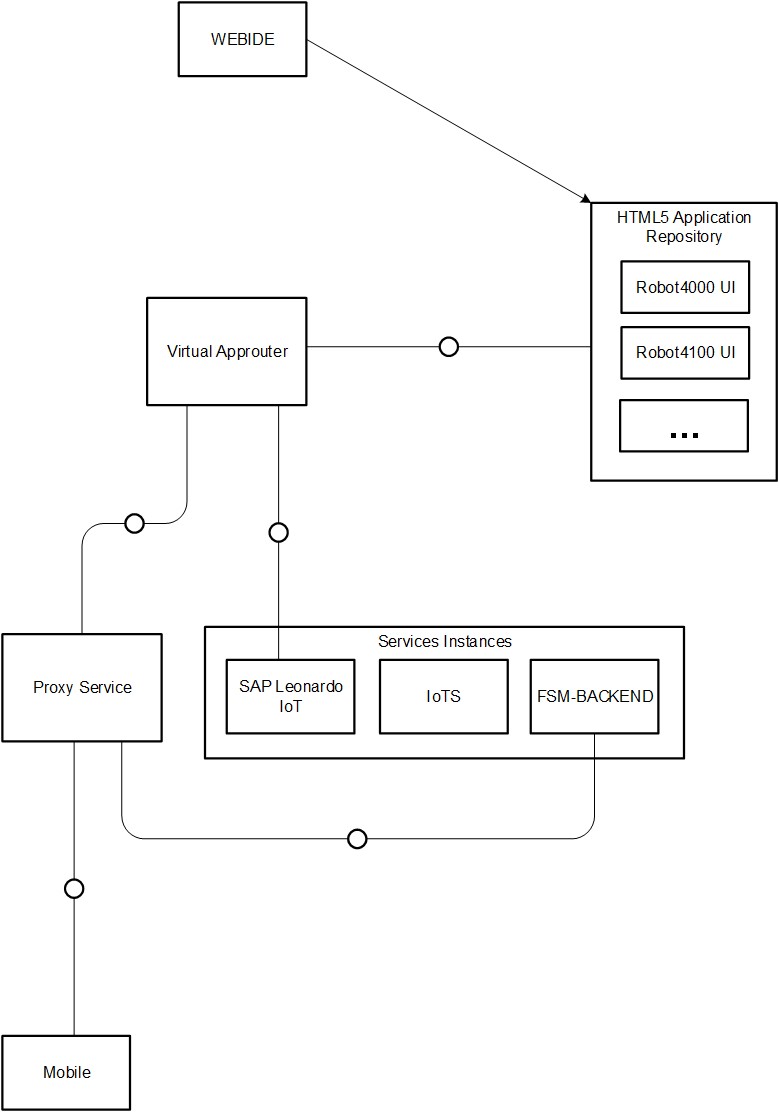 WEBIDE
HTML5 Application
Repository
Robot4000 UI
Robot4100 UI
...
Virtual Approuter
Proxy Service
Services Instances
SAP Leonardo
IoT
IoTS
FSM-BACKEND
Mobile